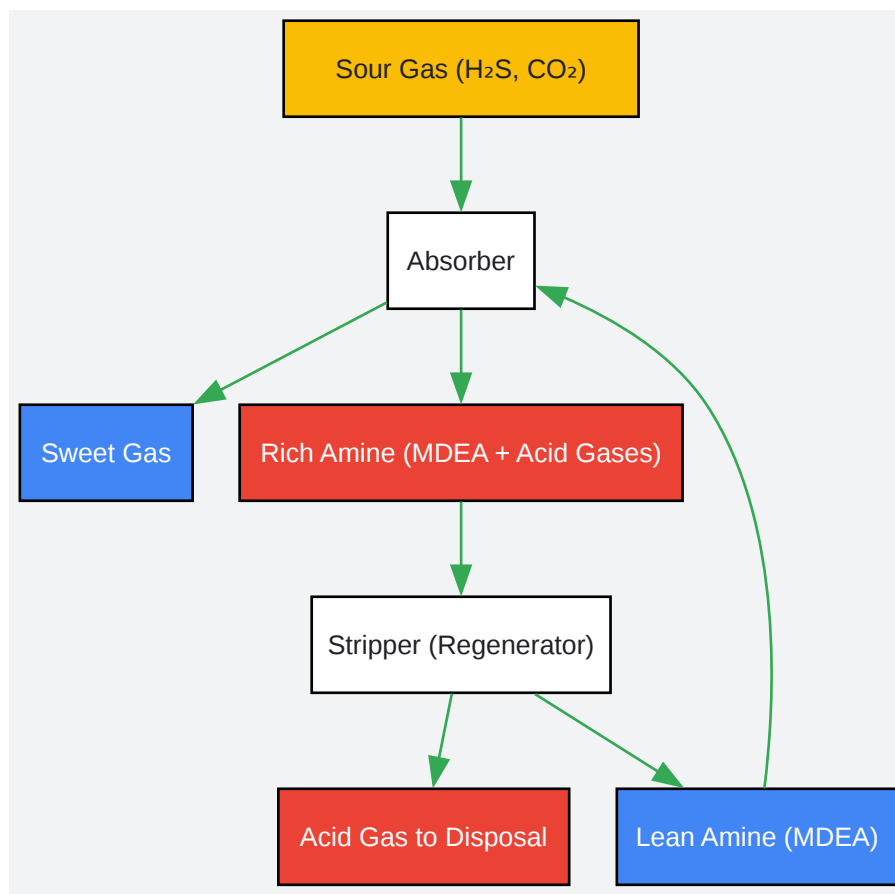 Sour Gas (H₂S, CO₂)
Absorber
Sweet Gas
Rich Amine (MDEA + Acid Gases)
Stripper (Regenerator)
Acid Gas to Disposal
Lean Amine (MDEA)